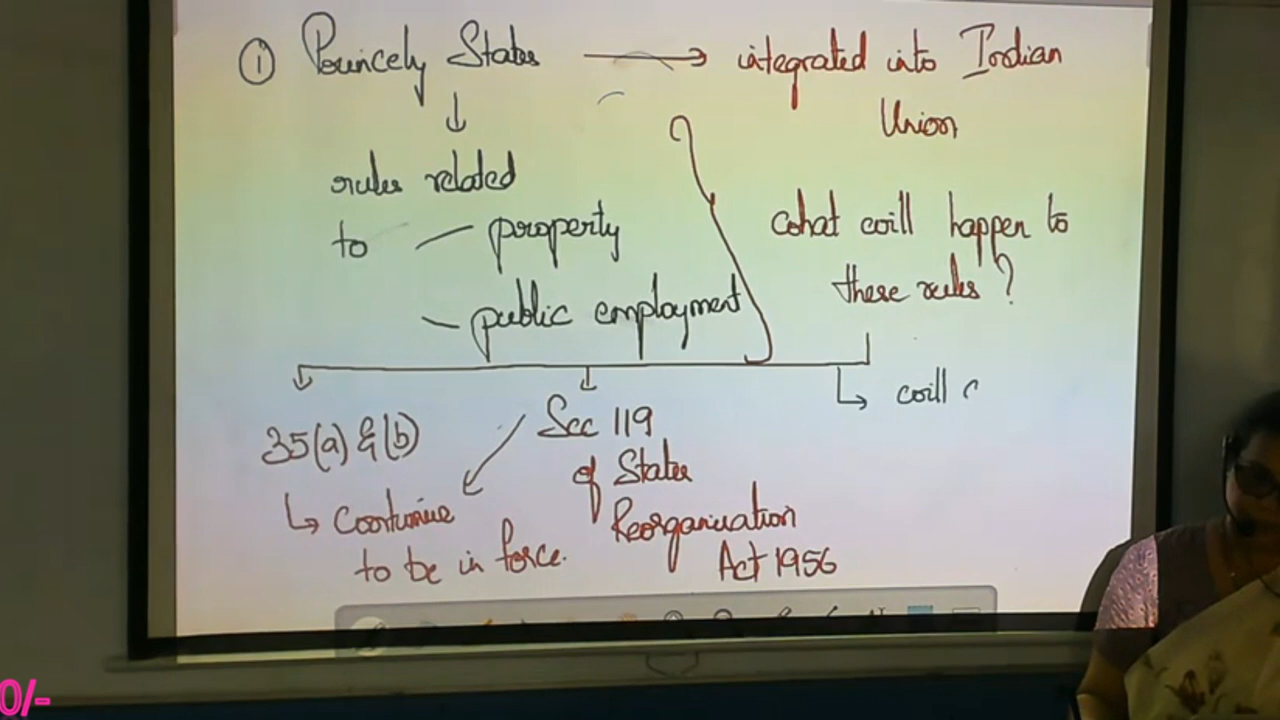 ① Princely States → integrated into Indian
Union
↓
rules related
to - property
- public employment
what will happen to
these rules ?
35(a) & (b)
↳ continue
to be in force.
Sec 119
of States
Reorganisation
Act 1956
↳ will
0/-